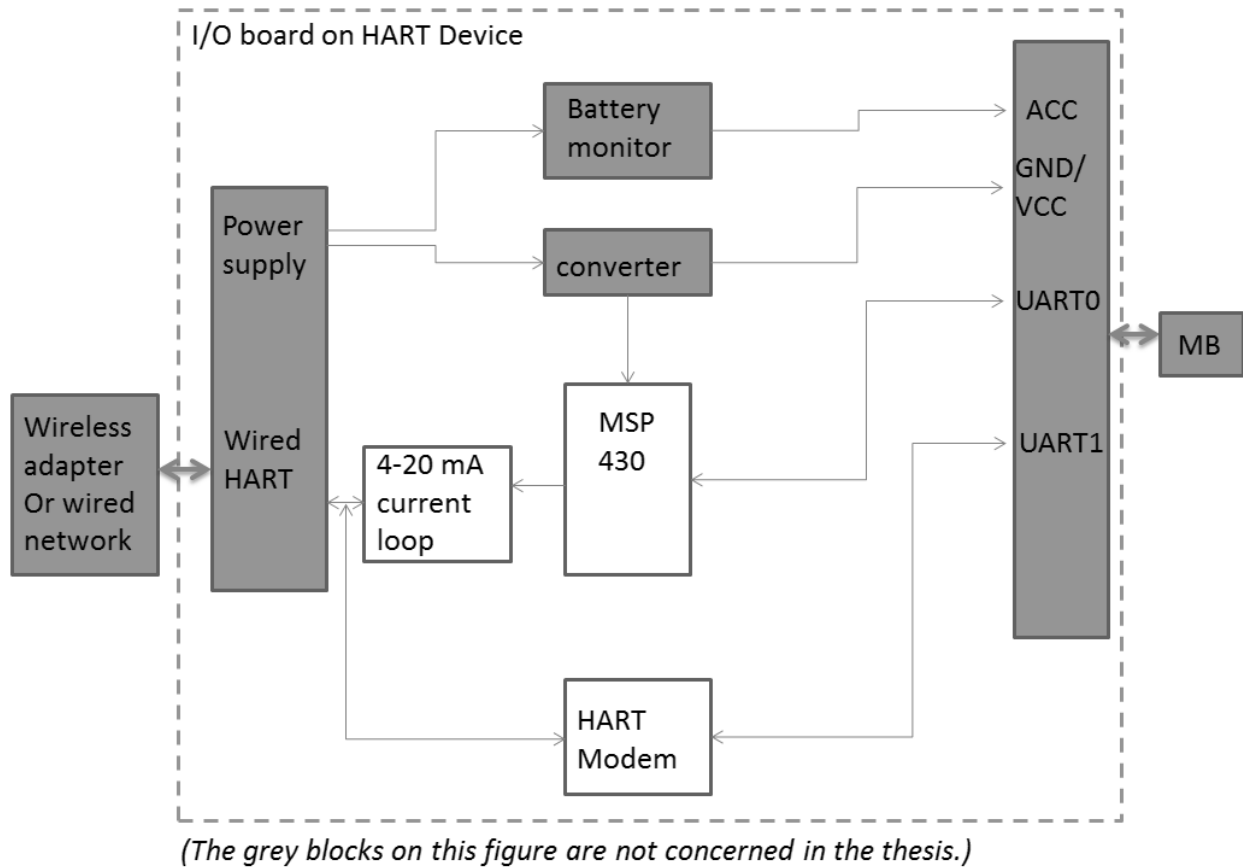 I/O board on HART Device
Battery
monitor
ACC
GND/
VCC
Power
supply
converter
UART0
MB
Wireless
adapter
Or wired
network
Wired
HART
4-20 mA
current
loop
MSP
430
UART1
HART
Modem
(The grey blocks on this figure are not concerned in the thesis.)